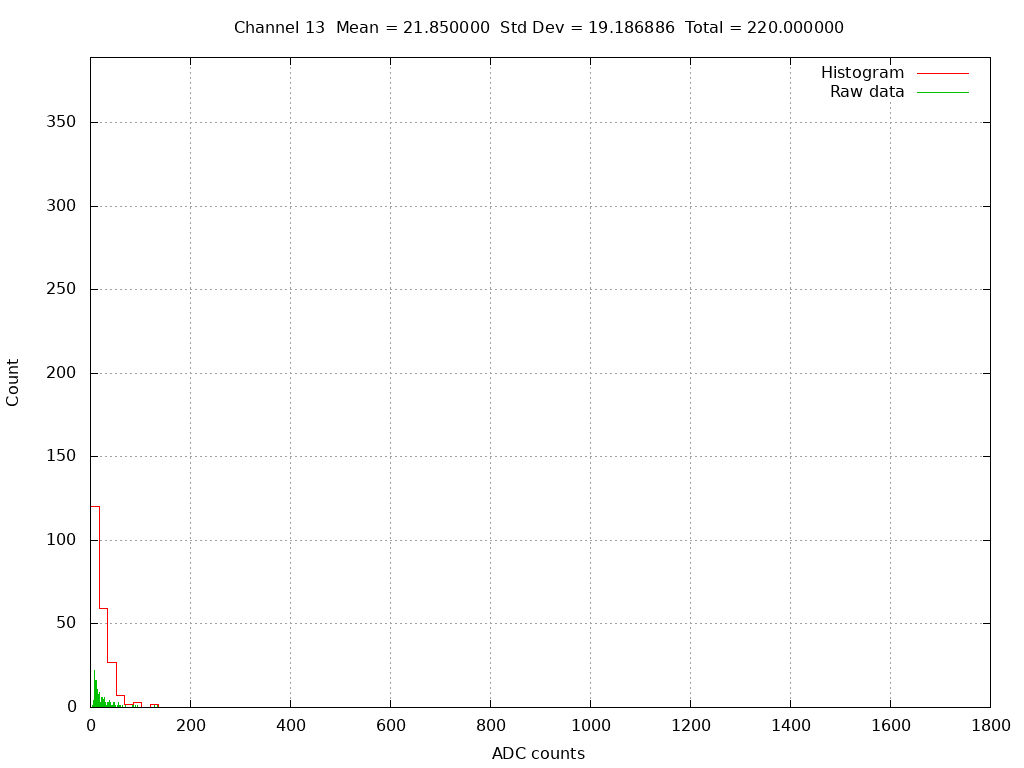 Channel 13  Mean = 21.850000  Std Dev = 19.186886  Total = 220.000000
Histogram
Raw data
350
300
250
200
150
100
50
0
Count
0 200 400 600 800 1000 1200 1400 1600 1800
ADC counts